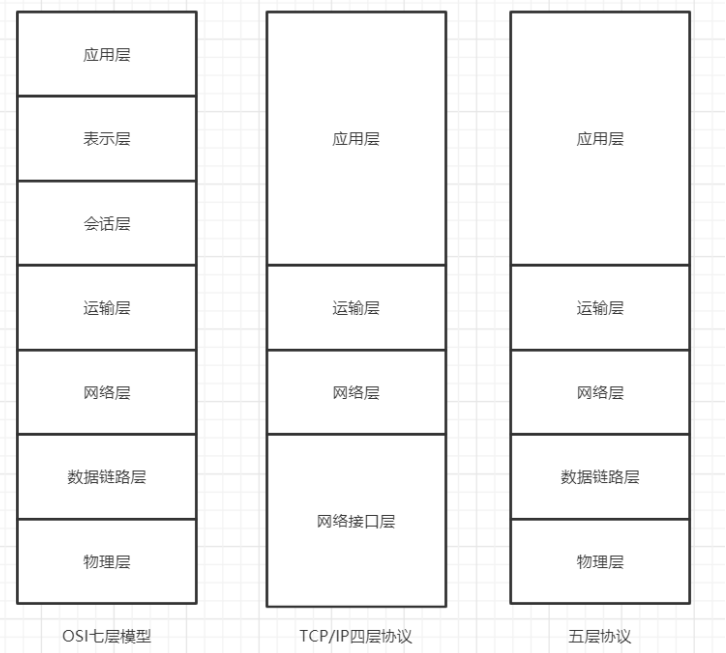 应用层
表示层
会话层
运输层
网络层
数据链路层
物理层
OSI七层模型
应用层
运输层
网络层
网络接口层
TCP/IP四层协议
应用层
运输层
网络层
数据链路层
物理层
五层协议